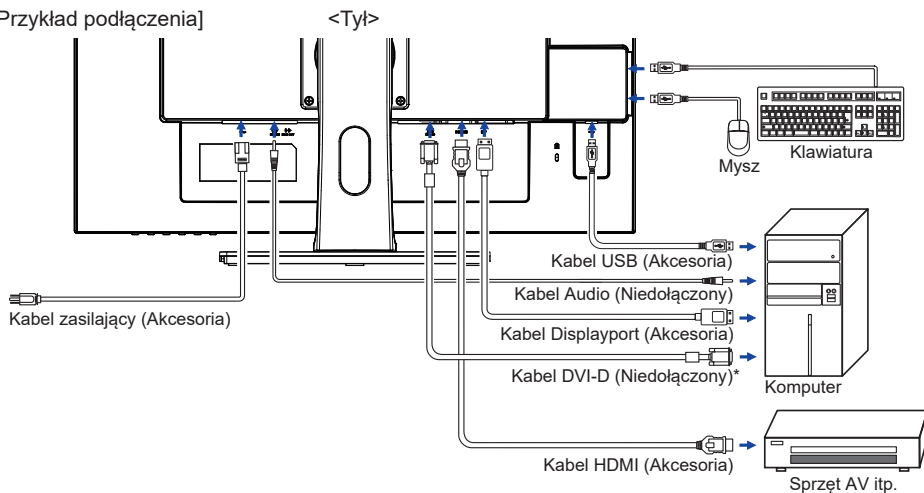 Przykład podłączenia]
<Tył>
Klawiatura
Mysz
Kabel USB (Akcesoria)
Kabel Audio (Niedołączony)
Kabel zasilający (Akcesoria)
Kabel Displayport (Akcesoria)
Kabel DVI-D (Niedołączony)*
Komputer
Kabel HDMI (Akcesoria)
Sprzęt AV itp.